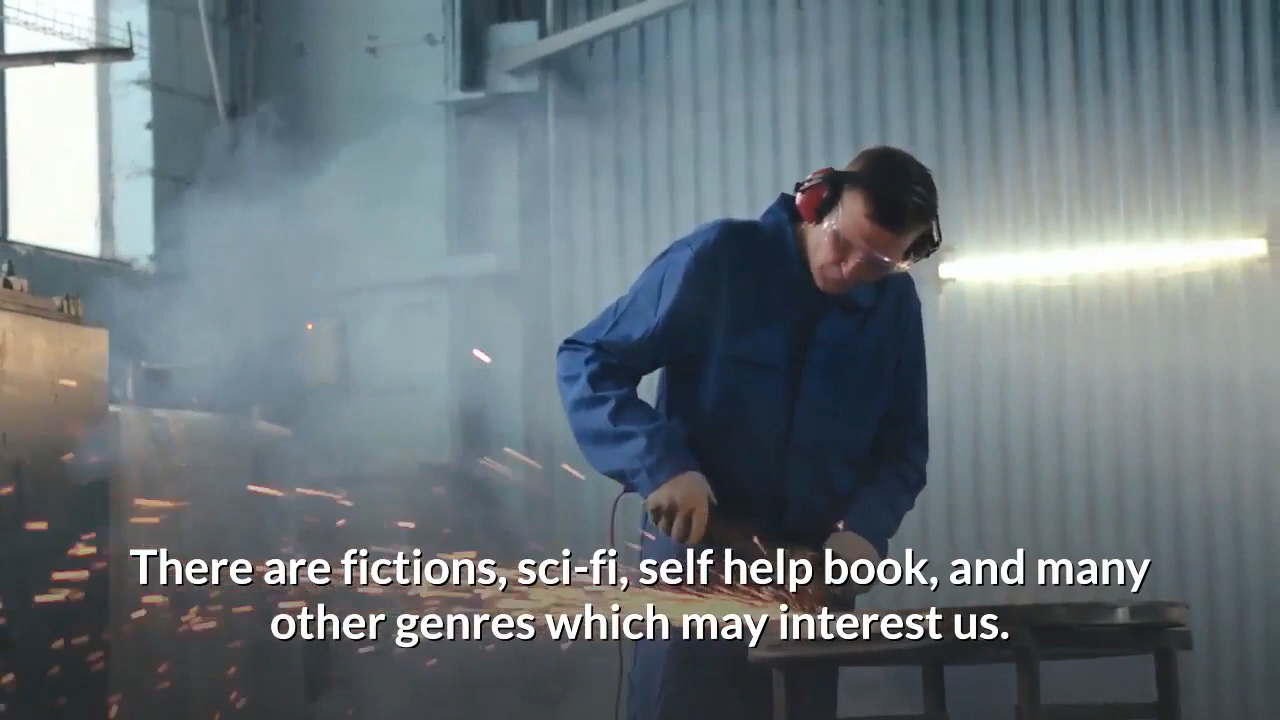 There are fictions, sci-fi, self help book, and many
other genres which may interest us.